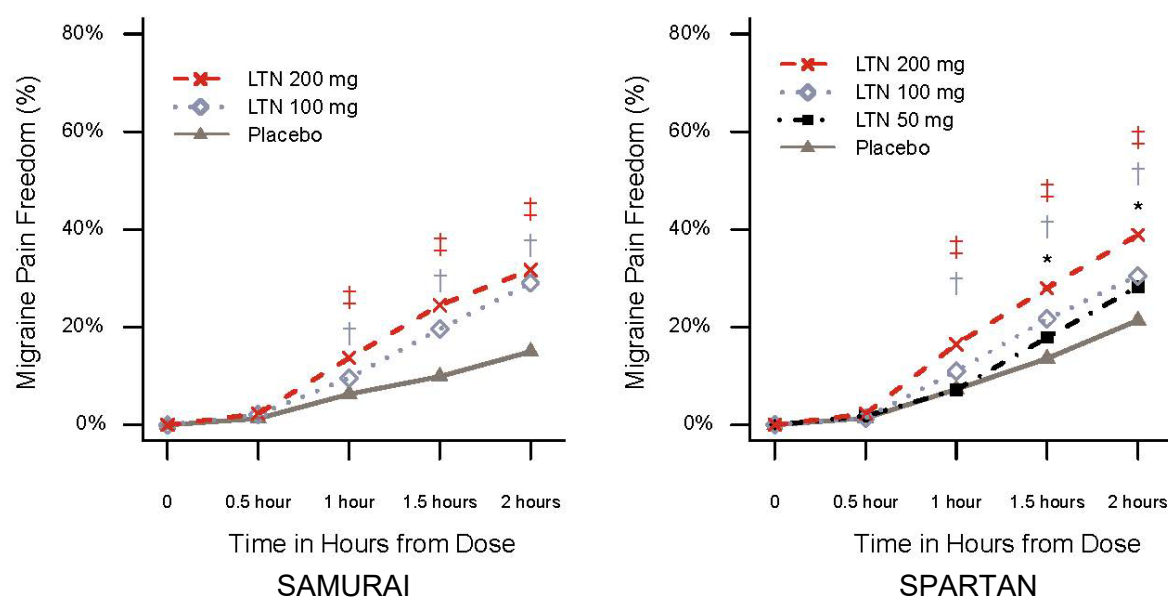 80%
60%
40%
20%
0%
Migraine Pain Freedom (%)
LTN 200 mg
LTN 100 mg
Placebo
‡ ‡ ‡
† † †
0 0.5 hour 1 hour 1.5 hours 2 hours
Time in Hours from Dose
SAMURAI
80%
60%
40%
20%
0%
Migraine Pain Freedom (%)
LTN 200 mg
LTN 100 mg
LTN 50 mg
Placebo
‡ ‡ ‡
† † †
* *
0 0.5 hour 1 hour 1.5 hours 2 hours
Time in Hours from Dose
SPARTAN